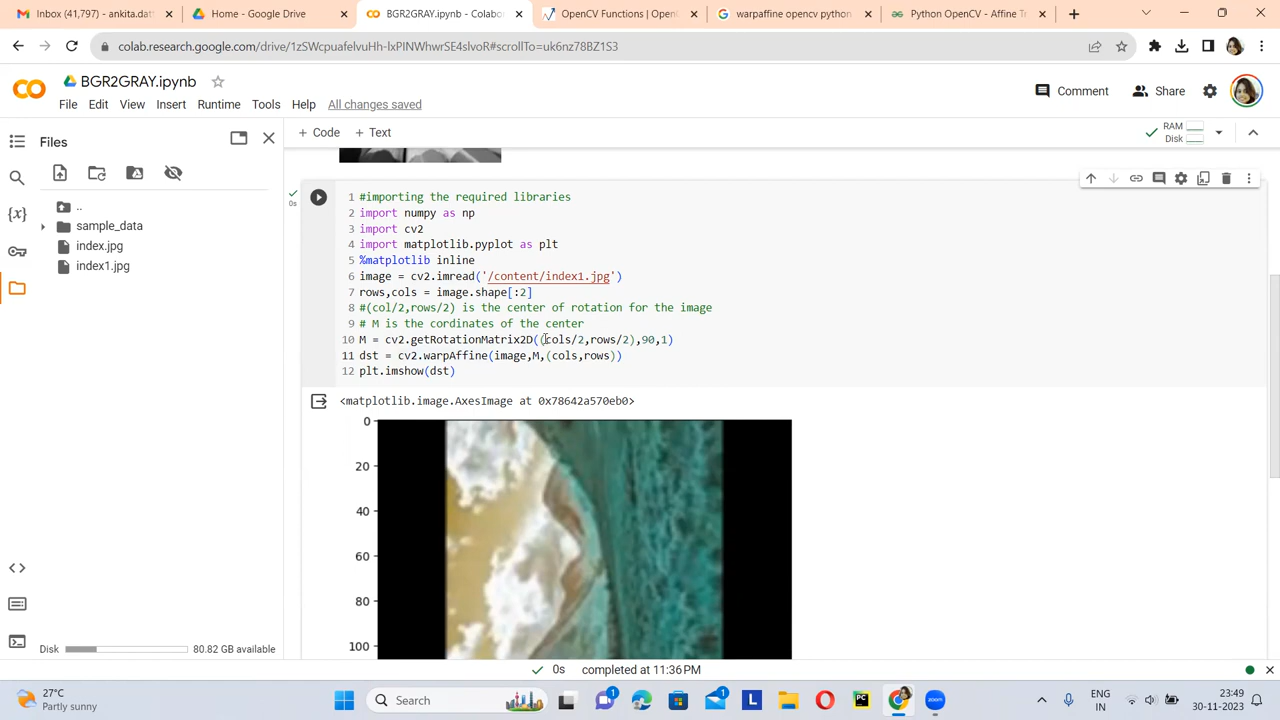 Inbox (41,797) - ankita.dat
Home - Google Drive
BGR2GRAY.ipynb - Colabo
OpenCV Functions | OpenC
warpaffine opencv python
Python OpenCV - Affine Tr
colab.research.google.com/drive/1zSWcpuafelvuHh-lxPINWhwrSE4slvoR#scrollTo=uk6nz78BZ1S3
BGR2GRAY.ipynb
File Edit View Insert Runtime Tools Help All changes saved
Comment
Share
Files
+ Code + Text
RAM
Disk
..
sample_data
index.jpg
index1.jpg
0s
1 #importing the required libraries
2 import numpy as np
3 import cv2
4 import matplotlib.pyplot as plt
5 %matplotlib inline
6 image = cv2.imread('/content/index1.jpg')
7 rows,cols = image.shape[:2]
8 #(col/2,rows/2) is the center of rotation for the image
9 # M is the cordinates of the center
10 M = cv2.getRotationMatrix2D((cols/2,rows/2),90,1)
11 dst = cv2.warpAffine(image,M,(cols,rows))
12 plt.imshow(dst)
<matplotlib.image.AxesImage at 0x78642a570eb0>
0
20
40
60
80
100
Disk
80.82 GB available
0s completed at 11:36 PM
27°C
Partly sunny
Search
1
1
ENG
IN
23:49
30-11-2023